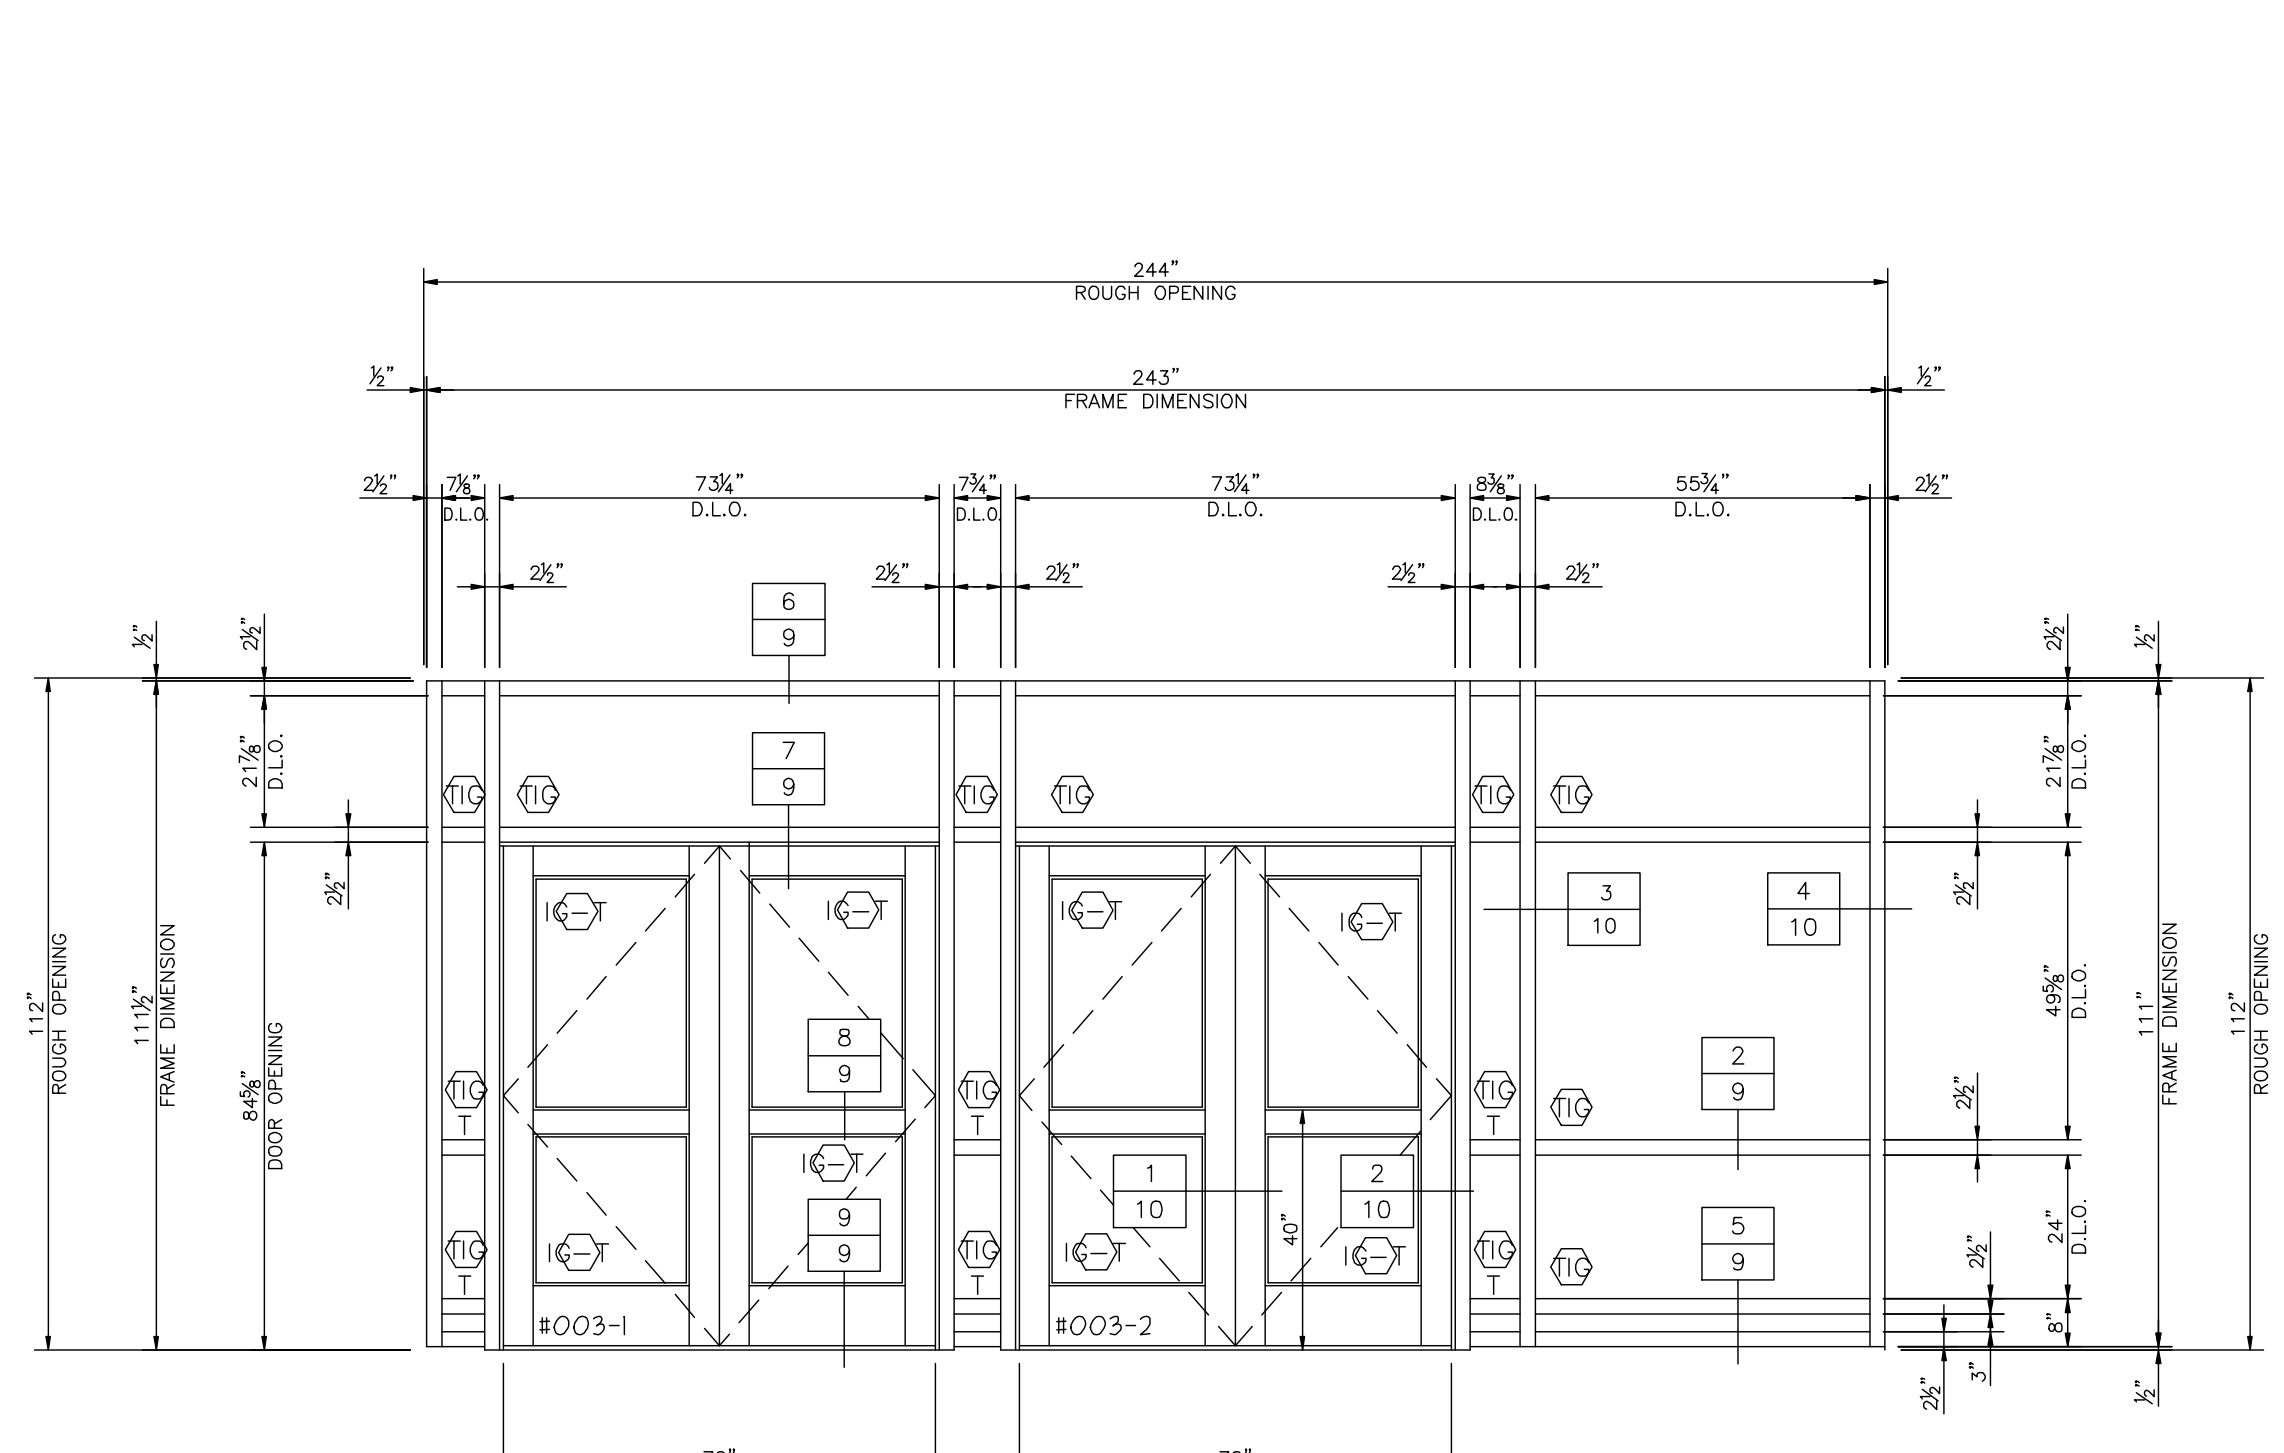 244"
ROUGH OPENING
½" 243" ½"
FRAME DIMENSION
2½" 7⅛" 73¼" 7¾" 73¼" 8⅜" 55¾" 2½"
D.L.O. D.L.O. D.L.O. D.L.O. D.L.O. D.L.O.
2½" 2½" 2½" 2½" 2½"
6
9
½" 2½" 2½" ½"
7
9
21⅞" D.L.O.
21⅞" D.L.O.
TIG TIG TIG TIG TIG TIG
2½" 2½"
IG-T IG-T IG-T IG-T
3
10
4
10
112" ROUGH OPENING
111½" FRAME DIMENSION
84⅝" DOOR OPENING
49⅝" D.L.O.
111" FRAME DIMENSION
112" ROUGH OPENING
8
9
2
9
TIG TIG TIG TIG
T T T
2½"
IG-T
1
10
2
10
9
9
5
9
40"
24" D.L.O.
TIG IG-T TIG IG-T IG-T TIG TIG
T T T
2½"
8"
#003-1 #003-2
2½" 3" ½"